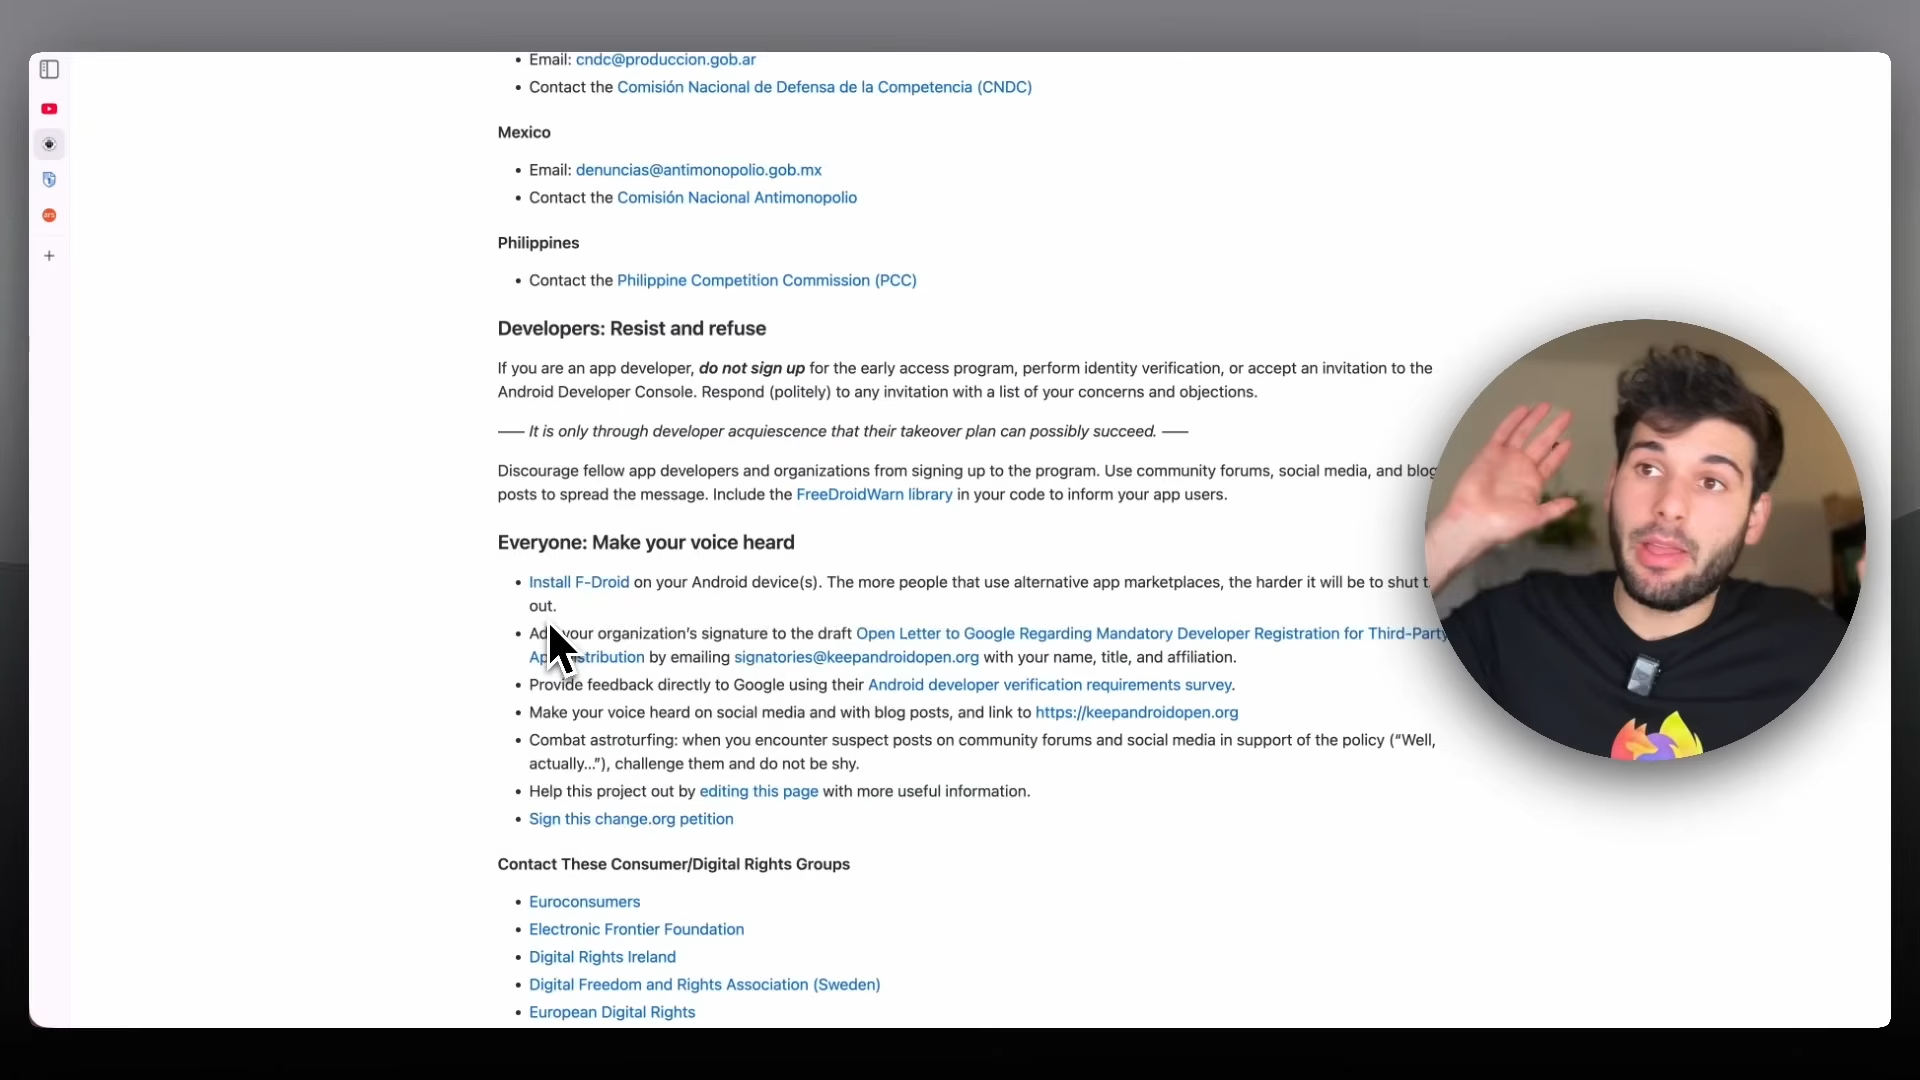 Email: cndc@produccion.gob.ar
Contact the Comisión Nacional de Defensa de la Competencia (CNDC)
Mexico
Email: denuncias@antimonopolio.gob.mx
Contact the Comisión Nacional Antimonopolio
Philippines
Contact the Philippine Competition Commission (PCC)
Developers: Resist and refuse
If you are an app developer, do not sign up for the early access program, perform identity verification, or accept an invitation to the
Android Developer Console. Respond (politely) to any invitation with a list of your concerns and objections.
—— It is only through developer acquiescence that their takeover plan can possibly succeed. ——
Discourage fellow app developers and organizations from signing up to the program. Use community forums, social media, and blog
posts to spread the message. Include the FreeDroidWarn library in your code to inform your app users.
Everyone: Make your voice heard
Install F-Droid on your Android device(s). The more people that use alternative app marketplaces, the harder it will be to shut
out.
your organization's signature to the draft Open Letter to Google Regarding Mandatory Developer Registration for Third-Party
by emailing signatories@keepandroidopen.org with your name, title, and affiliation.
Provide feedback directly to Google using their Android developer verification requirements survey.
Make your voice heard on social media and with blog posts, and link to https://keepandroidopen.org
Combat astroturfing: when you encounter suspect posts on community forums and social media in support of the policy ("Well,
actually..."), challenge them and do not be shy.
Help this project out by editing this page with more useful information.
Sign this change.org petition
Contact These Consumer/Digital Rights Groups
Euroconsumers
Electronic Frontier Foundation
Digital Rights Ireland
Digital Freedom and Rights Association (Sweden)
European Digital Rights